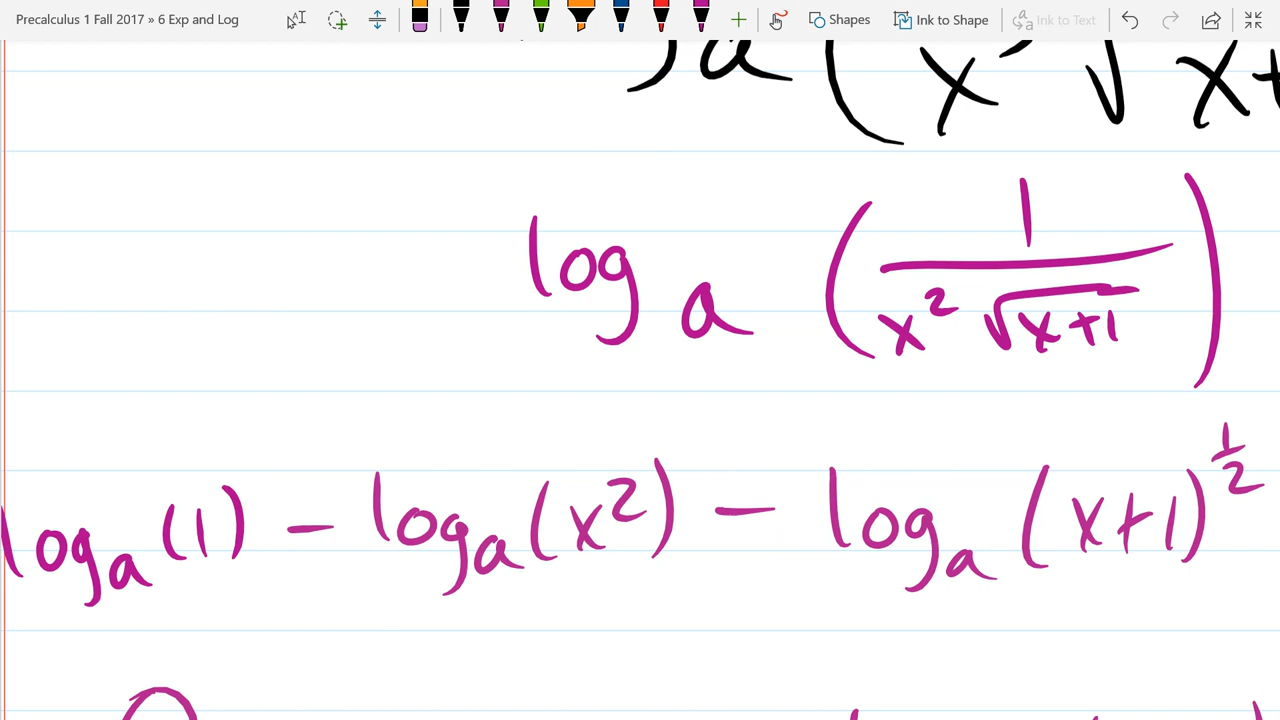 Precalculus 1 Fall 2017 » 6 Exp and Log Shapes Ink to Shape Ink to Text
a ( x √x+
log a ( 1 / x² √x+1 )
log a (1) − log a (x²) − log a (x+1)^1/2